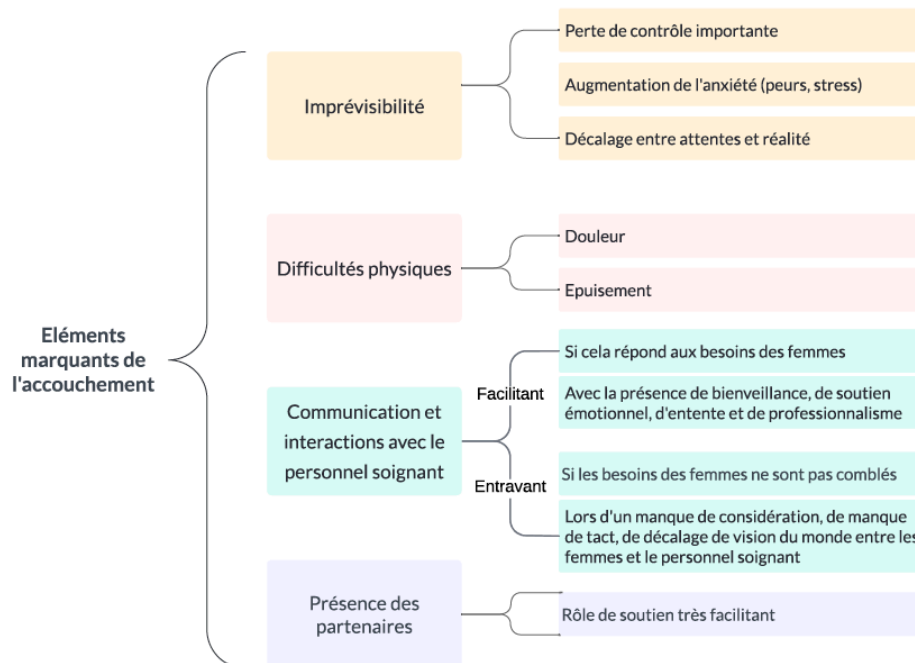 Eléments
marquants de
l'accouchement
Imprévisibilité
Perte de contrôle importante
Augmentation de l'anxiété (peurs, stress)
Décalage entre attentes et réalité
Difficultés physiques
Douleur
Epuisement
Communication et
interactions avec le
personnel soignant
Facilitant
Si cela répond aux besoins des femmes
Avec la présence de bienveillance, de soutien
émotionnel, d'entente et de professionnalisme
Entravant
Si les besoins des femmes ne sont pas comblés
Lors d'un manque de considération, de manque
de tact, de décalage de vision du monde entre les
femmes et le personnel soignant
Présence des
partenaires
Rôle de soutien très facilitant